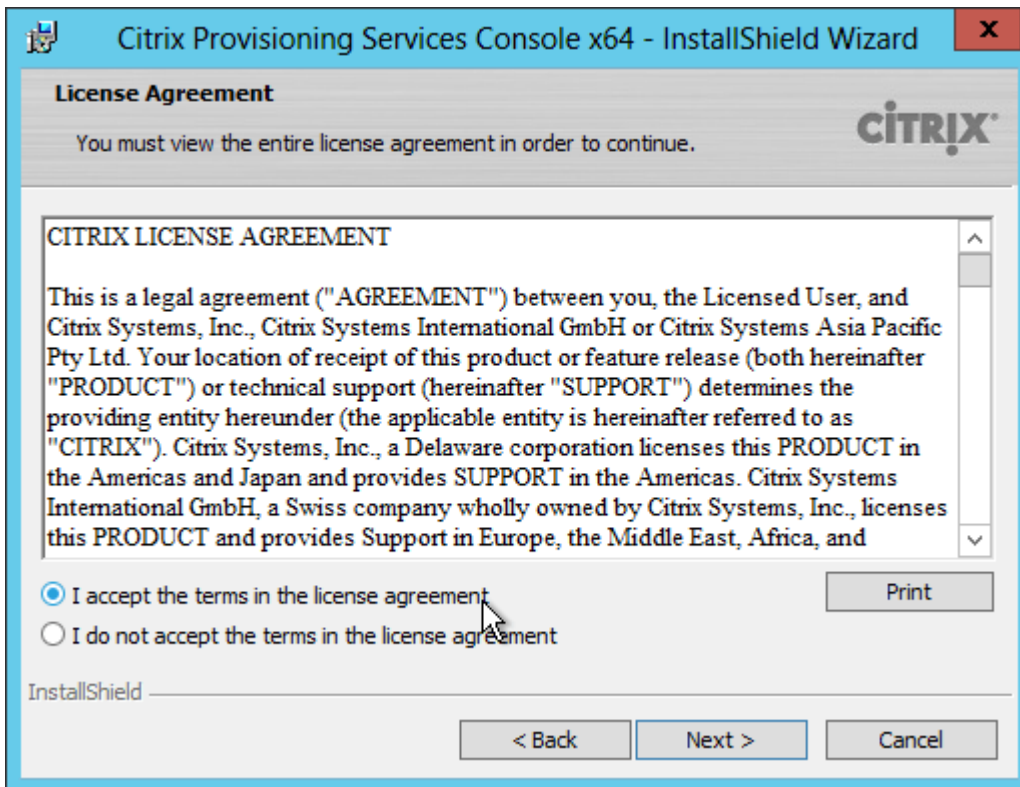 Citrix Provisioning Services Console x64 - InstallShield Wizard
x
License Agreement
You must view the entire license agreement in order to continue.
CITRIX
CITRIX LICENSE AGREEMENT
This is a legal agreement ("AGREEMENT") between you, the Licensed User, and
Citrix Systems, Inc., Citrix Systems International GmbH or Citrix Systems Asia Pacific
Pty Ltd. Your location of receipt of this product or feature release (both hereinafter
"PRODUCT") or technical support (hereinafter "SUPPORT") determines the
providing entity hereunder (the applicable entity is hereinafter referred to as
"CITRIX"). Citrix Systems, Inc., a Delaware corporation licenses this PRODUCT in
the Americas and Japan and provides SUPPORT in the Americas. Citrix Systems
International GmbH, a Swiss company wholly owned by Citrix Systems, Inc., licenses
this PRODUCT and provides Support in Europe, the Middle East, Africa, and
I accept the terms in the license agreement
Print
I do not accept the terms in the license agreement
InstallShield
< Back
Next >
Cancel